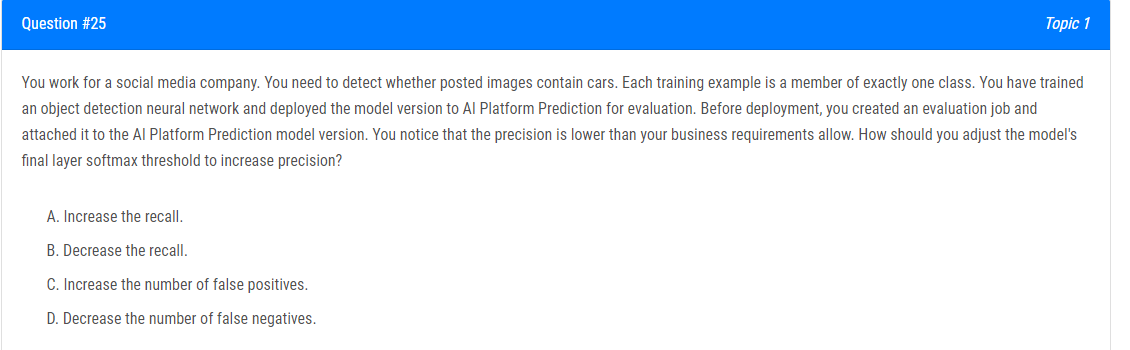 Question #25
Topic 1
You work for a social media company. You need to detect whether posted images contain cars. Each training example is a member of exactly one class. You have trained
an object detection neural network and deployed the model version to AI Platform Prediction for evaluation. Before deployment, you created an evaluation job and
attached it to the AI Platform Prediction model version. You notice that the precision is lower than your business requirements allow. How should you adjust the model's
final layer softmax threshold to increase precision?
A. Increase the recall.
B. Decrease the recall.
C. Increase the number of false positives.
D. Decrease the number of false negatives.